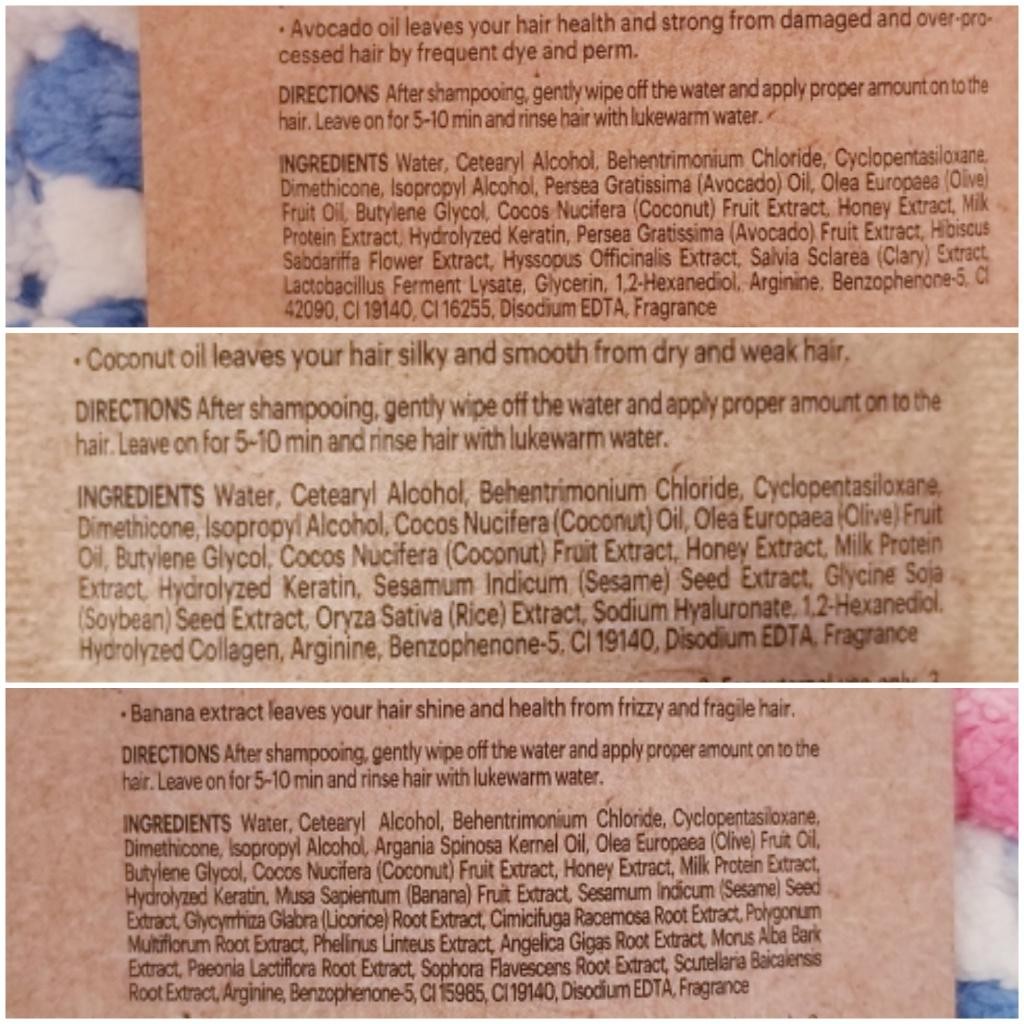 • Avocado oil leaves your hair health and strong from damaged and over-pro-
cessed hair by frequent dye and perm.
DIRECTIONS After shampooing, gently wipe off the water and apply proper amount on to the
hair. Leave on for 5-10 min and rinse hair with lukewarm water.
INGREDIENTS Water, Cetearyl Alcohol, Behentrimonium Chloride, Cyclopentasiloxane,
Dimethicone, Isopropyl Alcohol, Persea Gratissima (Avocado) Oil, Olea Europaea (Olive)
Fruit Oil, Butylene Glycol, Cocos Nucifera (Coconut) Fruit Extract, Honey Extract, Milk
Protein Extract, Hydrolyzed Keratin, Persea Gratissima (Avocado) Fruit Extract, Hibiscus
Sabdariffa Flower Extract, Hyssopus Officinalis Extract, Salvia Sclarea (Clary) Extract,
Lactobacillus Ferment Lysate, Glycerin, 1,2-Hexanediol, Arginine, Benzophenone-5, CI
42090, CI 19140, CI 16255, Disodium EDTA, Fragrance
• Coconut oil leaves your hair silky and smooth from dry and weak hair.
DIRECTIONS After shampooing, gently wipe off the water and apply proper amount on to the
hair. Leave on for 5-10 min and rinse hair with lukewarm water.
INGREDIENTS Water, Cetearyl Alcohol, Behentrimonium Chloride, Cyclopentasiloxane,
Dimethicone, Isopropyl Alcohol, Cocos Nucifera (Coconut) Oil, Olea Europaea (Olive) Fruit
Oil, Butylene Glycol, Cocos Nucifera (Coconut) Fruit Extract, Honey Extract, Milk Protein
Extract, Hydrolyzed Keratin, Sesamum Indicum (Sesame) Seed Extract, Glycine Soja
(Soybean) Seed Extract, Oryza Sativa (Rice) Extract, Sodium Hyaluronate, 1,2-Hexanediol,
Hydrolyzed Collagen, Arginine, Benzophenone-5, CI 19140, Disodium EDTA, Fragrance
• Banana extract leaves your hair shine and health from frizzy and fragile hair.
DIRECTIONS After shampooing, gently wipe off the water and apply proper amount on to the
hair. Leave on for 5-10 min and rinse hair with lukewarm water.
INGREDIENTS Water, Cetearyl Alcohol, Behentrimonium Chloride, Cyclopentasiloxane,
Dimethicone, Isopropyl Alcohol, Argania Spinosa Kernel Oil, Olea Europaea (Olive) Fruit Oil,
Butylene Glycol, Cocos Nucifera (Coconut) Fruit Extract, Honey Extract, Milk Protein Extract,
Hydrolyzed Keratin, Musa Sapientum (Banana) Fruit Extract, Sesamum Indicum (Sesame) Seed
Extract, Glycyrrhiza Glabra (Licorice) Root Extract, Cimicifuga Racemosa Root Extract, Polygonum
Multiflorum Root Extract, Phellinus Linteus Extract, Angelica Gigas Root Extract, Morus Alba Bark
Extract, Paeonia Lactiflora Root Extract, Sophora Flavescens Root Extract, Scutellaria Baicalensis
Root Extract, Arginine, Benzophenone-5, CI 15985, CI 19140, Disodium EDTA, Fragrance